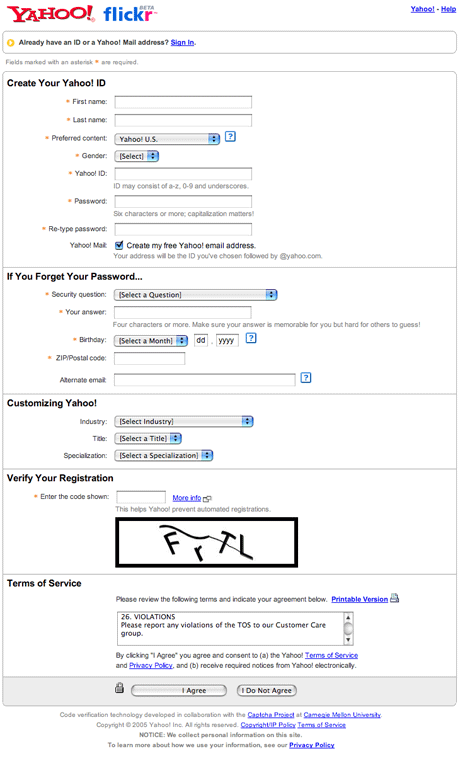 YAHOO! flickr BETA
Yahoo! - Help
Already have an ID or a Yahoo! Mail address? Sign In.
Fields marked with an asterisk * are required.
Create Your Yahoo! ID
* First name:
* Last name:
* Preferred content: Yahoo! U.S. ?
* Gender: [Select]
* Yahoo! ID:
ID may consist of a-z, 0-9 and underscores.
* Password:
Six characters or more; capitalization matters!
* Re-type password:
Yahoo! Mail: Create my free Yahoo! email address.
Your address will be the ID you've chosen followed by @yahoo.com.
If You Forget Your Password...
* Security question: [Select a Question]
* Your answer:
Four characters or more. Make sure your answer is memorable for you but hard for others to guess!
* Birthday: [Select a Month] dd , yyyy ?
* ZIP/Postal code:
Alternate email: ?
Customizing Yahoo!
Industry: [Select Industry]
Title: [Select a Title]
Specialization: [Select a Specialization]
Verify Your Registration
* Enter the code shown: More info
This helps Yahoo! prevent automated registrations.
FrTL
Terms of Service
Please review the following terms and indicate your agreement below. Printable Version
26. VIOLATIONS
Please report any violations of the TOS to our Customer Care
group.
By clicking "I Agree" you agree and consent to (a) the Yahoo! Terms of Service
and Privacy Policy, and (b) receive required notices from Yahoo! electronically.
I Agree I Do Not Agree
Code verification technology developed in collaboration with the Captcha Project at Carnegie Mellon University.
Copyright © 2005 Yahoo! Inc. All rights reserved. Copyright/IP Policy Terms of Service
NOTICE: We collect personal information on this site.
To learn more about how we use your information, see our Privacy Policy